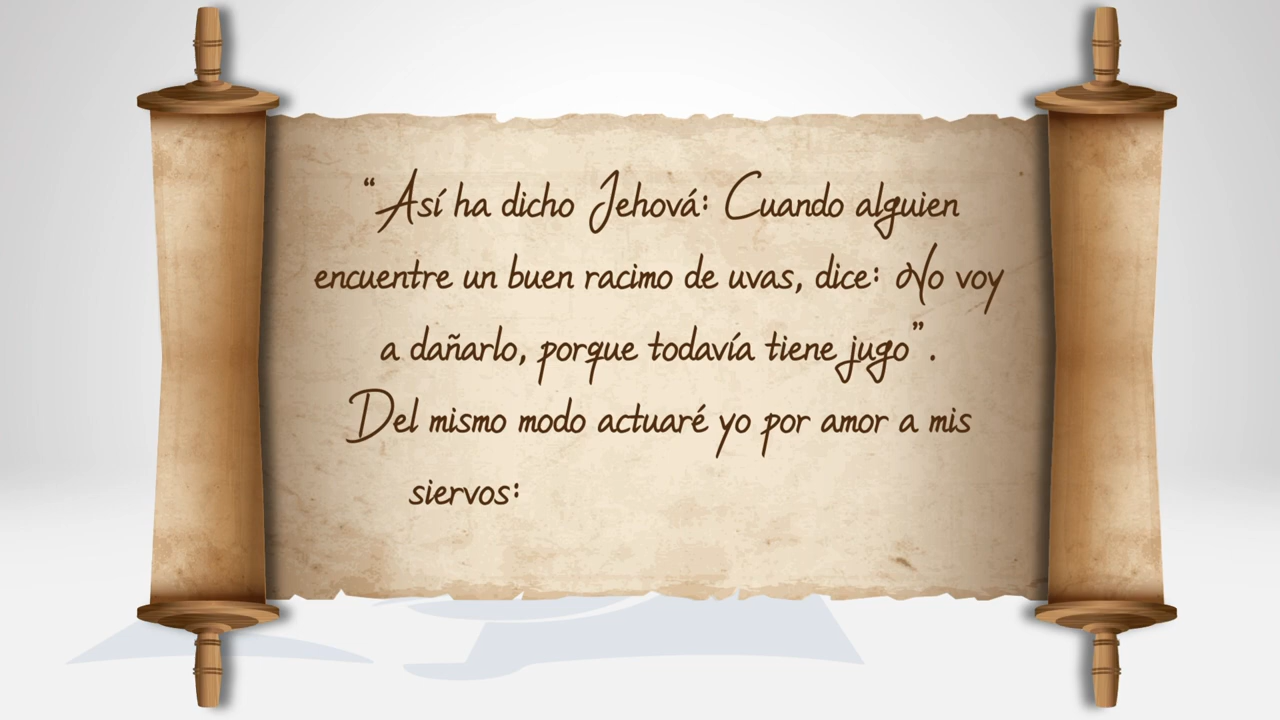 “Así ha dicho Jehová: Cuando alguien
encuentre un buen racimo de uvas, dice: No voy
a dañarlo, porque todavía tiene jugo”.
Del mismo modo actuaré yo por amor a mis
siervos: